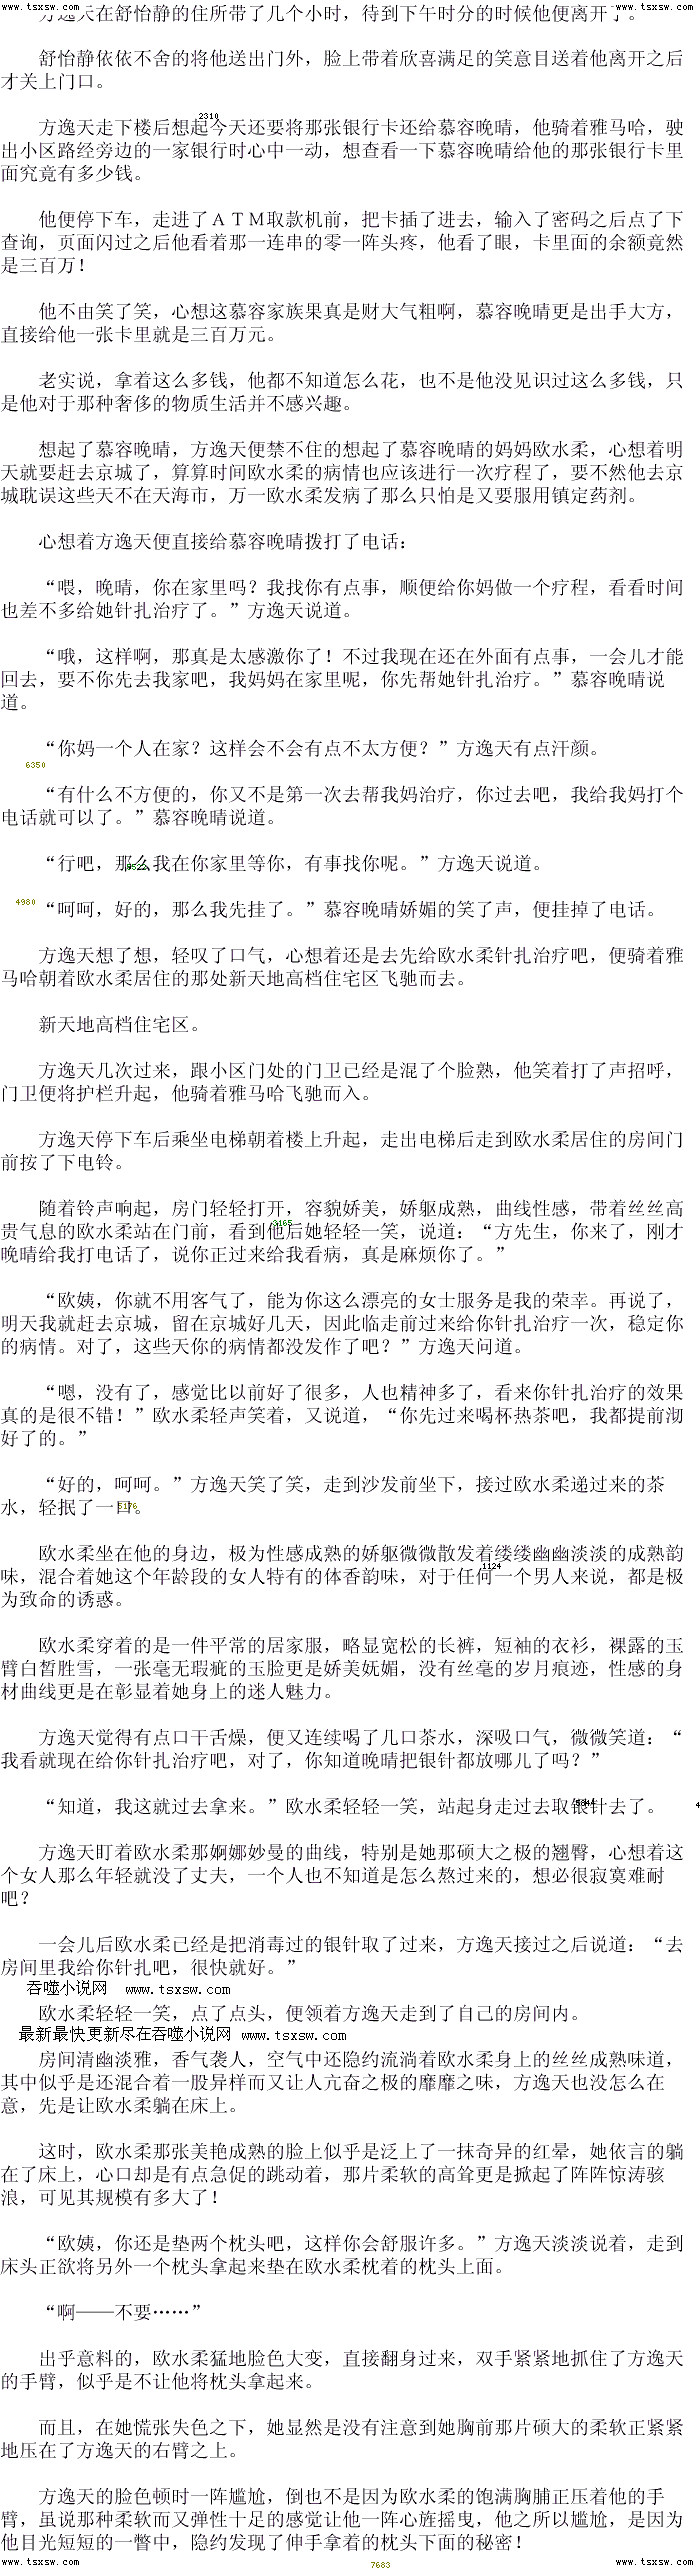 www.tsxsw.com www.tsxsw.com
方逸天在舒怡静的住所带了几个小时，待到下午时分的时候他便离开了。
舒怡静依依不舍的将他送出门外，脸上带着欣喜满足的笑意目送着他离开之后
才关上门口。
2310
方逸天走下楼后想起今天还要将那张银行卡还给慕容晚晴，他骑着雅马哈，驶
出小区路经旁边的一家银行时心中一动，想查看一下慕容晚晴给他的那张银行卡里
面究竟有多少钱。
他便停下车，走进了ＡＴＭ取款机前，把卡插了进去，输入了密码之后点了下
查询，页面闪过之后他看着那一连串的零一阵头疼，他看了眼，卡里面的余额竟然
是三百万！
他不由笑了笑，心想这慕容家族果真是财大气粗啊，慕容晚晴更是出手大方，
直接给他一张卡里就是三百万元。
老实说，拿着这么多钱，他都不知道怎么花，也不是他没见识过这么多钱，只
是他对于那种奢侈的物质生活并不感兴趣。
想起了慕容晚晴，方逸天便禁不住的想起了慕容晚晴的妈妈欧水柔，心想着明
天就要赶去京城了，算算时间欧水柔的病情也应该进行一次疗程了，要不然他去京
城耽误这些天不在天海市，万一欧水柔发病了那么只怕是又要服用镇定药剂。
心想着方逸天便直接给慕容晚晴拨打了电话：
“喂，晚晴，你在家里吗？我找你有点事，顺便给你妈做一个疗程，看看时间
也差不多给她针扎治疗了。”方逸天说道。
“哦，这样啊，那真是太感激你了！不过我现在还在外面有点事，一会儿才能
回去，要不你先去我家吧，我妈妈在家里呢，你先帮她针扎治疗。”慕容晚晴说
道。
“你妈一个人在家？这样会不会有点不太方便？”方逸天有点汗颜。
6350
“有什么不方便的，你又不是第一次去帮我妈治疗，你过去吧，我给我妈打个
电话就可以了。”慕容晚晴说道。
“行吧，那么我在你家里等你，有事找你呢。”方逸天说道。
4980
“呵呵，好的，那么我先挂了。”慕容晚晴娇媚的笑了声，便挂掉了电话。
方逸天想了想，轻叹了口气，心想着还是去先给欧水柔针扎治疗吧，便骑着雅
马哈朝着欧水柔居住的那处新天地高档住宅区飞驰而去。
新天地高档住宅区。
方逸天几次过来，跟小区门处的门卫已经是混了个脸熟，他笑着打了声招呼，
门卫便将护栏升起，他骑着雅马哈飞驰而入。
方逸天停下车后乘坐电梯朝着楼上升起，走出电梯后走到欧水柔居住的房间门
前按了下电铃。
随着铃声响起，房门轻轻打开，容貌娇美，娇躯成熟，曲线性感，带着丝丝高
3165
贵气息的欧水柔站在门前，看到他后她轻轻一笑，说道：“方先生，你来了，刚才
晚晴给我打电话了，说你正过来给我看病，真是麻烦你了。”
“欧姨，你就不用客气了，能为你这么漂亮的女士服务是我的荣幸。再说了，
明天我就赶去京城，留在京城好几天，因此临走前过来给你针扎治疗一次，稳定你
的病情。对了，这些天你的病情都没发作了吧？”方逸天问道。
“嗯，没有了，感觉比以前好了很多，人也精神多了，看来你针扎治疗的效果
真的是很不错！”欧水柔轻声笑着，又说道，“你先过来喝杯热茶吧，我都提前沏
好了的。”
“好的，呵呵。”方逸天笑了笑，走到沙发前坐下，接过欧水柔递过来的茶
水，轻抿了一口。
5176
欧水柔坐在他的身边，极为性感成熟的娇躯微微散发着缕缕幽幽淡淡的成熟韵
1124
味，混合着她这个年龄段的女人特有的体香韵味，对于任何一个男人来说，都是极
为致命的诱惑。
欧水柔穿着的是一件平常的居家服，略显宽松的长裤，短袖的衣衫，裸露的玉
臂白皙胜雪，一张毫无瑕疵的玉脸更是娇美妩媚，没有丝毫的岁月痕迹，性感的身
材曲线更是在彰显着她身上的迷人魅力。
方逸天觉得有点口干舌燥，便又连续喝了几口茶水，深吸口气，微微笑道：“
我看就现在给你针扎治疗吧，对了，你知道晚晴把银针都放哪儿了吗？”
“知道，我这就过去拿来。”欧水柔轻轻一笑，站起身走过去取银针去了。
4
方逸天盯着欧水柔那婀娜妙曼的曲线，特别是她那硕大之极的翘臀，心想着这
个女人那么年轻就没了丈夫，一个人也不知道是怎么熬过来的，想必很寂寞难耐
吧？
一会儿后欧水柔已经是把消毒过的银针取了过来，方逸天接过之后说道：“去
房间里我给你针扎吧，很快就好。”
吞噬小说网 www.tsxsw.com
欧水柔轻轻一笑，点了点头，便领着方逸天走到了自己的房间内。
最新最快更新尽在吞噬小说网 www.tsxsw.com
房间清幽淡雅，香气袭人，空气中还隐约流淌着欧水柔身上的丝丝成熟味道，
其中似乎是还混合着一股异样而又让人亢奋之极的靡靡之味，方逸天也没怎么在
意，先是让欧水柔躺在床上。
这时，欧水柔那张美艳成熟的脸上似乎是泛上了一抹奇异的红晕，她依言的躺
在了床上，心口却是有点急促的跳动着，那片柔软的高耸更是掀起了阵阵惊涛骇
浪，可见其规模有多大了！
“欧姨，你还是垫两个枕头吧，这样你会舒服许多。”方逸天淡淡说着，走到
床头正欲将另外一个枕头拿起来垫在欧水柔枕着的枕头上面。
“啊——不要……”
出乎意料的，欧水柔猛地脸色大变，直接翻身过来，双手紧紧地抓住了方逸天
的手臂，似乎是不让他将枕头拿起来。
而且，在她慌张失色之下，她显然是没有注意到她胸前那片硕大的柔软正紧紧
地压在了方逸天的右臂之上。
方逸天的脸色顿时一阵尴尬，倒也不是因为欧水柔的饱满胸脯正压着他的手
臂，虽说那种柔软而又弹性十足的感觉让他一阵心旌摇曳，他之所以尴尬，是因为
他目光短短的一瞥中，隐约发现了伸手拿着的枕头下面的秘密！
www.tsxsw.com 7683 www.tsxsw.com